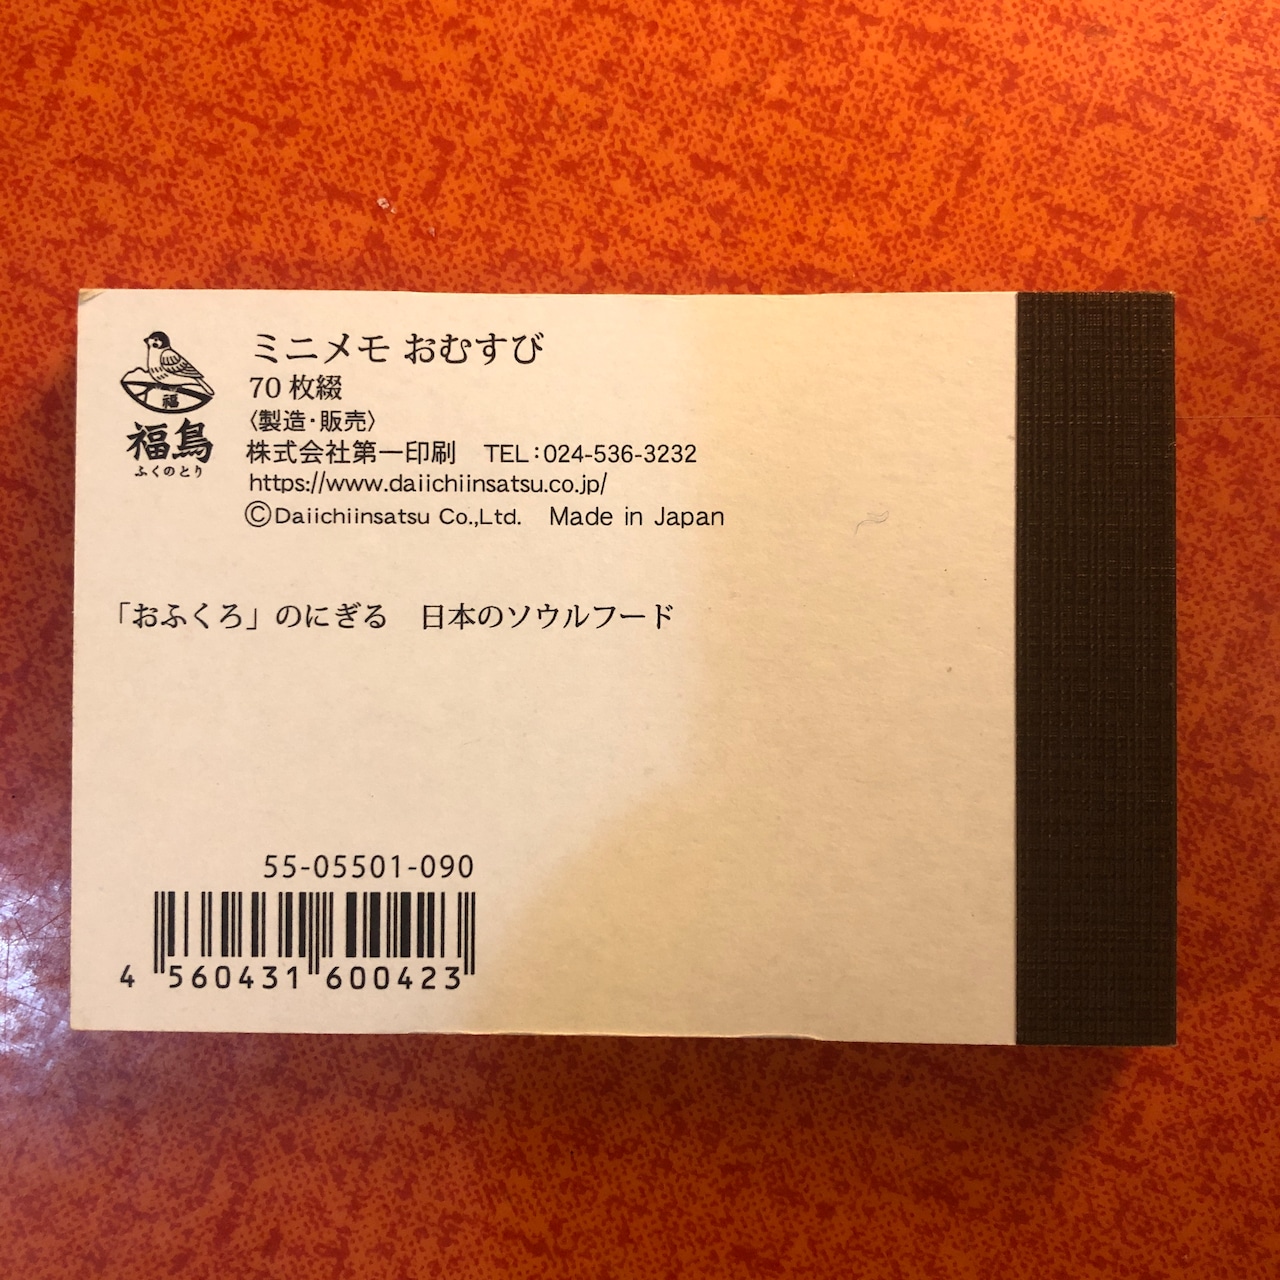 福
福鳥
ふくのとり
ミニメモ おむすび
70 枚綴
〈製造・販売〉
株式会社第一印刷　TEL:024-536-3232
https://www.daiichiinsatsu.co.jp/
©Daiichiinsatsu Co.,Ltd.　Made in Japan
「おふくろ」のにぎる　日本のソウルフード
55-05501-090
4 560431 600423